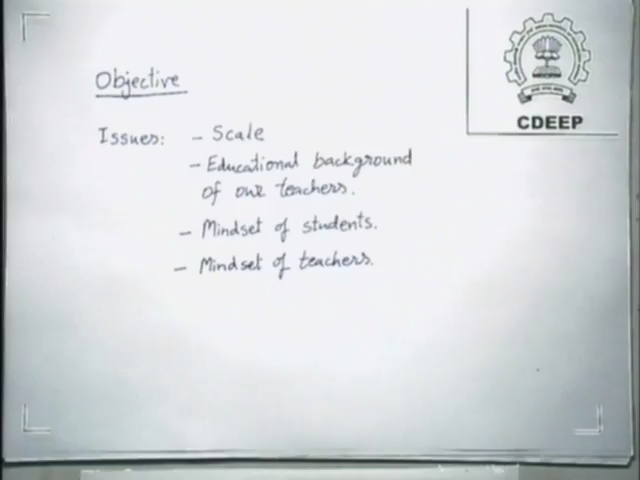 Objective
Issues: - Scale
- Educational background
of our teachers.
- Mindset of students.
- Mindset of teachers.
CDEEP